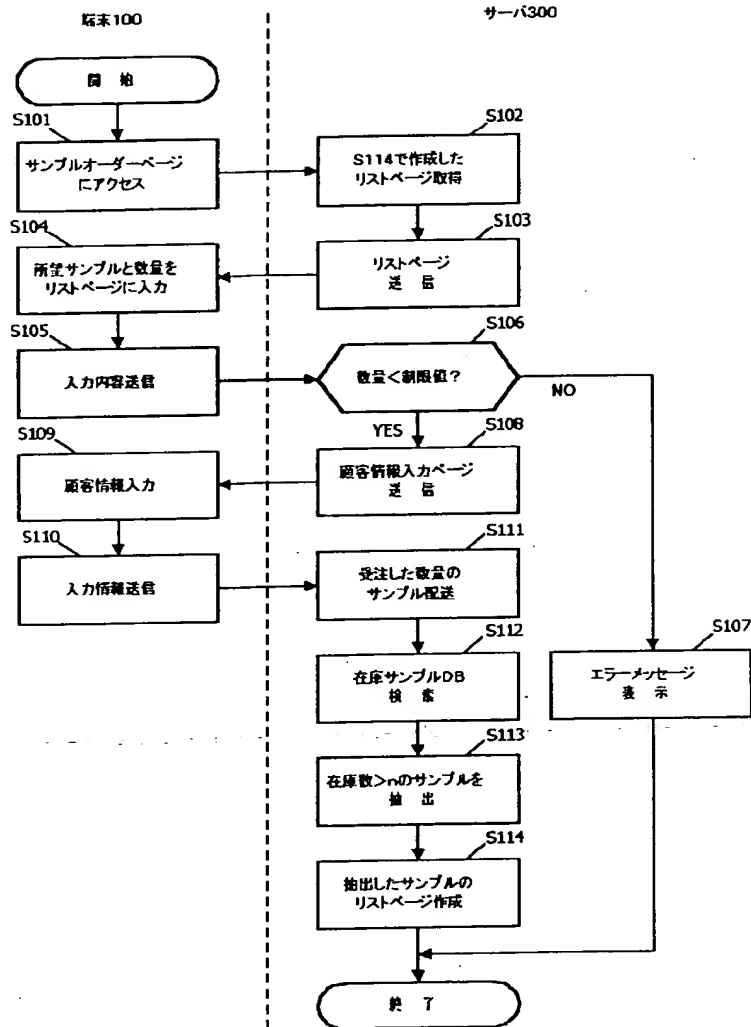 端末100
サーバ300
開　始
S101
サンプルオーダーページ
にアクセス
S102
S114で作成した
リストページ取得
S103
リストページ
送　信
S104
所望サンプルと数量を
リストページに入力
S105
入力内容送信
S106
数量<制限値？
NO
YES
S108
顧客情報入力ページ
送　信
S109
顧客情報入力
S110
入力情報送信
S111
受注した数量の
サンプル配送
S112
在庫サンプルDB
検　索
S107
エラーメッセージ
表　示
S113
在庫数>nのサンプルを
抽　出
S114
抽出したサンプルの
リストページ作成
終　了